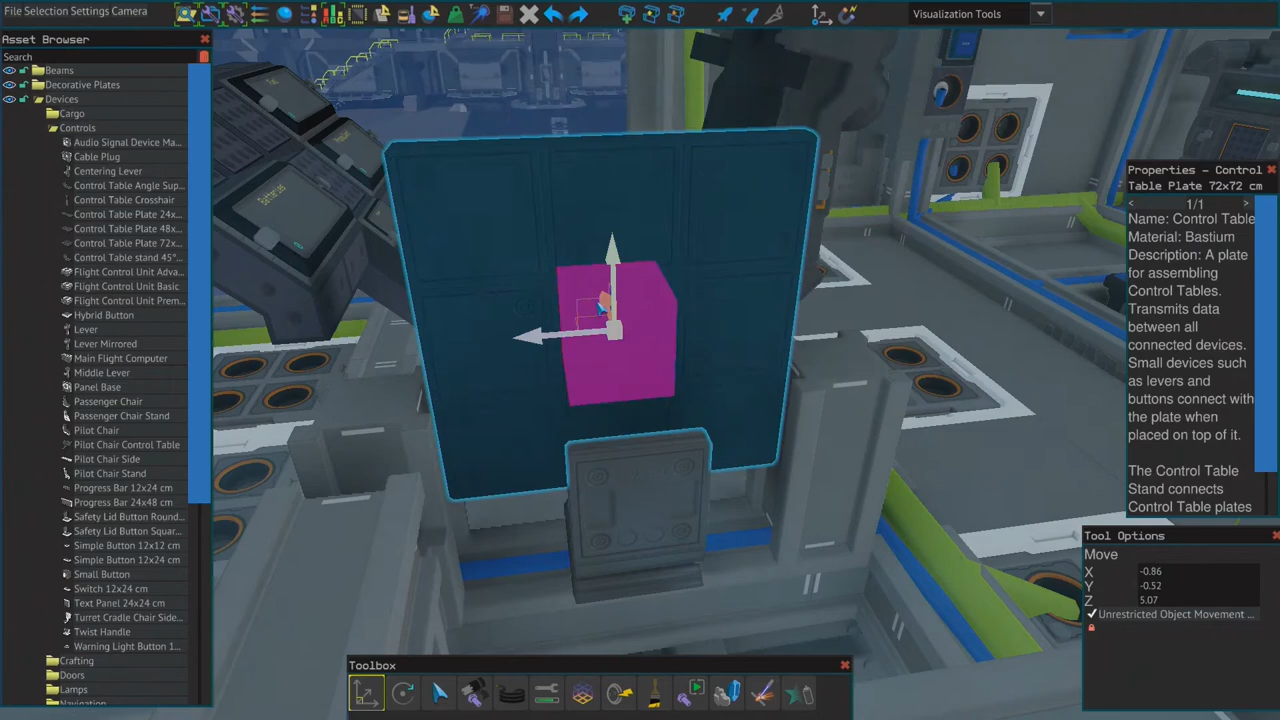 File Selection Settings Camera
Visualization Tools
Asset Browser
Search
Beams
Decorative Plates
Devices
Cargo
Controls
Audio Signal Device Ma...
Cable Plug
Centering Lever
Control Table Angle Sup...
Control Table Crosshair
Control Table Plate 24x...
Control Table Plate 48x...
Control Table Plate 72x...
Control Table stand 45°...
Flight Control Unit Adva...
Flight Control Unit Basic
Flight Control Unit Prem...
Hybrid Button
Lever
Lever Mirrored
Main Flight Computer
Middle Lever
Panel Base
Passenger Chair
Passenger Chair Stand
Pilot Chair
Pilot Chair Control Table
Pilot Chair Side
Pilot Chair Stand
Progress Bar 12x24 cm
Progress Bar 24x48 cm
Safety Lid Button Round...
Safety Lid Button Squar...
Simple Button 12x12 cm
Simple Button 12x24 cm
Small Button
Switch 12x24 cm
Text Panel 24x24 cm
Turret Cradle Chair Side...
Twist Handle
Warning Light Button 1...
Crafting
Doors
Lamps
Navigation
Batteries
Properties - Control
Table Plate 72x72 cm
< 1/1 >
Name: Control Table
Material: Bastium
Description: A plate
for assembling
Control Tables.
Transmits data
between all
connected devices.
Small devices such
as levers and
buttons connect with
the plate when
placed on top of it.
The Control Table
Stand connects
Control Table plates
Tool Options
Move
X -0.86
Y -0.52
Z 5.07
Unrestricted Object Movement ...
Toolbox